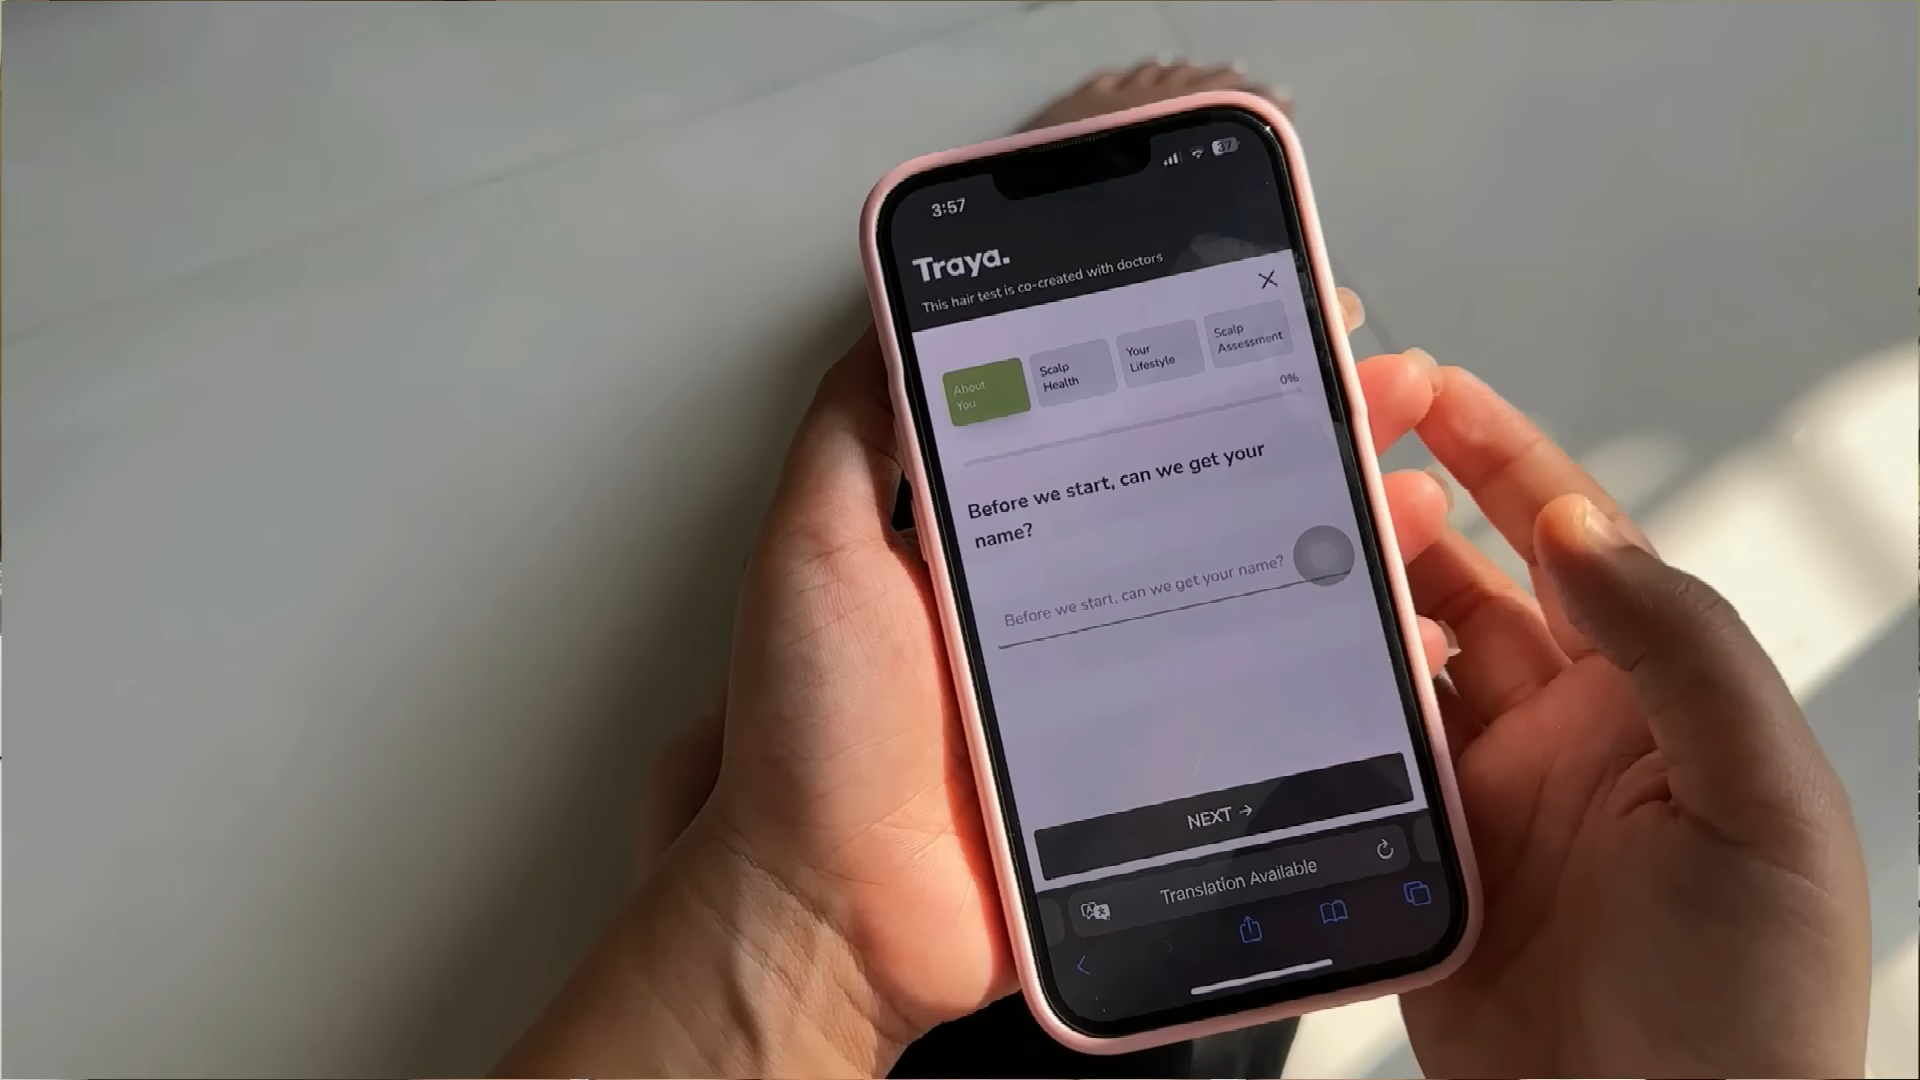 3:57
37
Traya.
This hair test is co-created with doctors
About
You
Scalp
Health
Your
Lifestyle
Scalp
Assessment
0%
Before we start, can we get your
name?
Before we start, can we get your name?
NEXT →
Translation Available